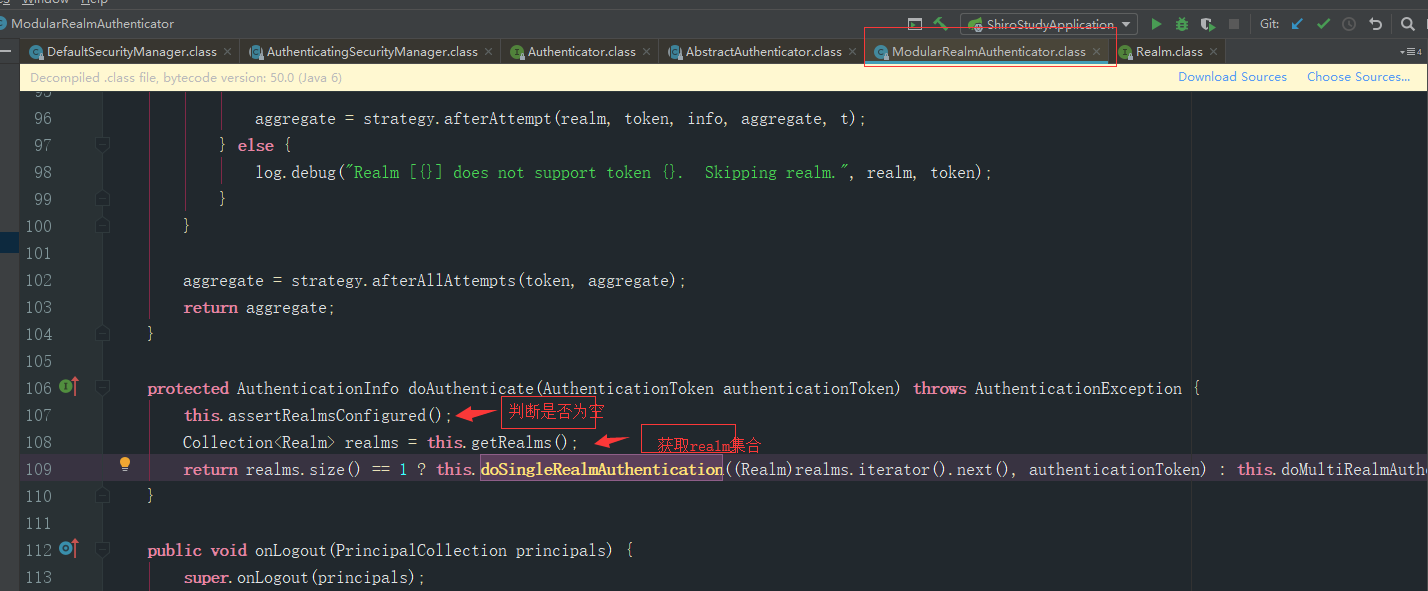 Window Help
ModularRealmAuthenticator
ShiroStudyApplication
Git:
DefaultSecurityManager.class
AuthenticatingSecurityManager.class
Authenticator.class
AbstractAuthenticator.class
ModularRealmAuthenticator.class
Realm.class
4
Decompiled .class file, bytecode version: 50.0 (Java 6)
Download Sources
Choose Sources...
95
96 aggregate = strategy.afterAttempt(realm, token, info, aggregate, t);
97 } else {
98 log.debug("Realm [{}] does not support token {}.  Skipping realm.", realm, token);
99 }
100 }
101
102 aggregate = strategy.afterAllAttempts(token, aggregate);
103 return aggregate;
104 }
105
106 protected AuthenticationInfo doAuthenticate(AuthenticationToken authenticationToken) throws AuthenticationException {
107 this.assertRealmsConfigured(); 判断是否为空
108 Collection<Realm> realms = this.getRealms(); 获取realm集合
109 return realms.size() == 1 ? this.doSingleRealmAuthentication((Realm)realms.iterator().next(), authenticationToken) : this.doMultiRealmAuthe
110 }
111
112 public void onLogout(PrincipalCollection principals) {
113 super.onLogout(principals);